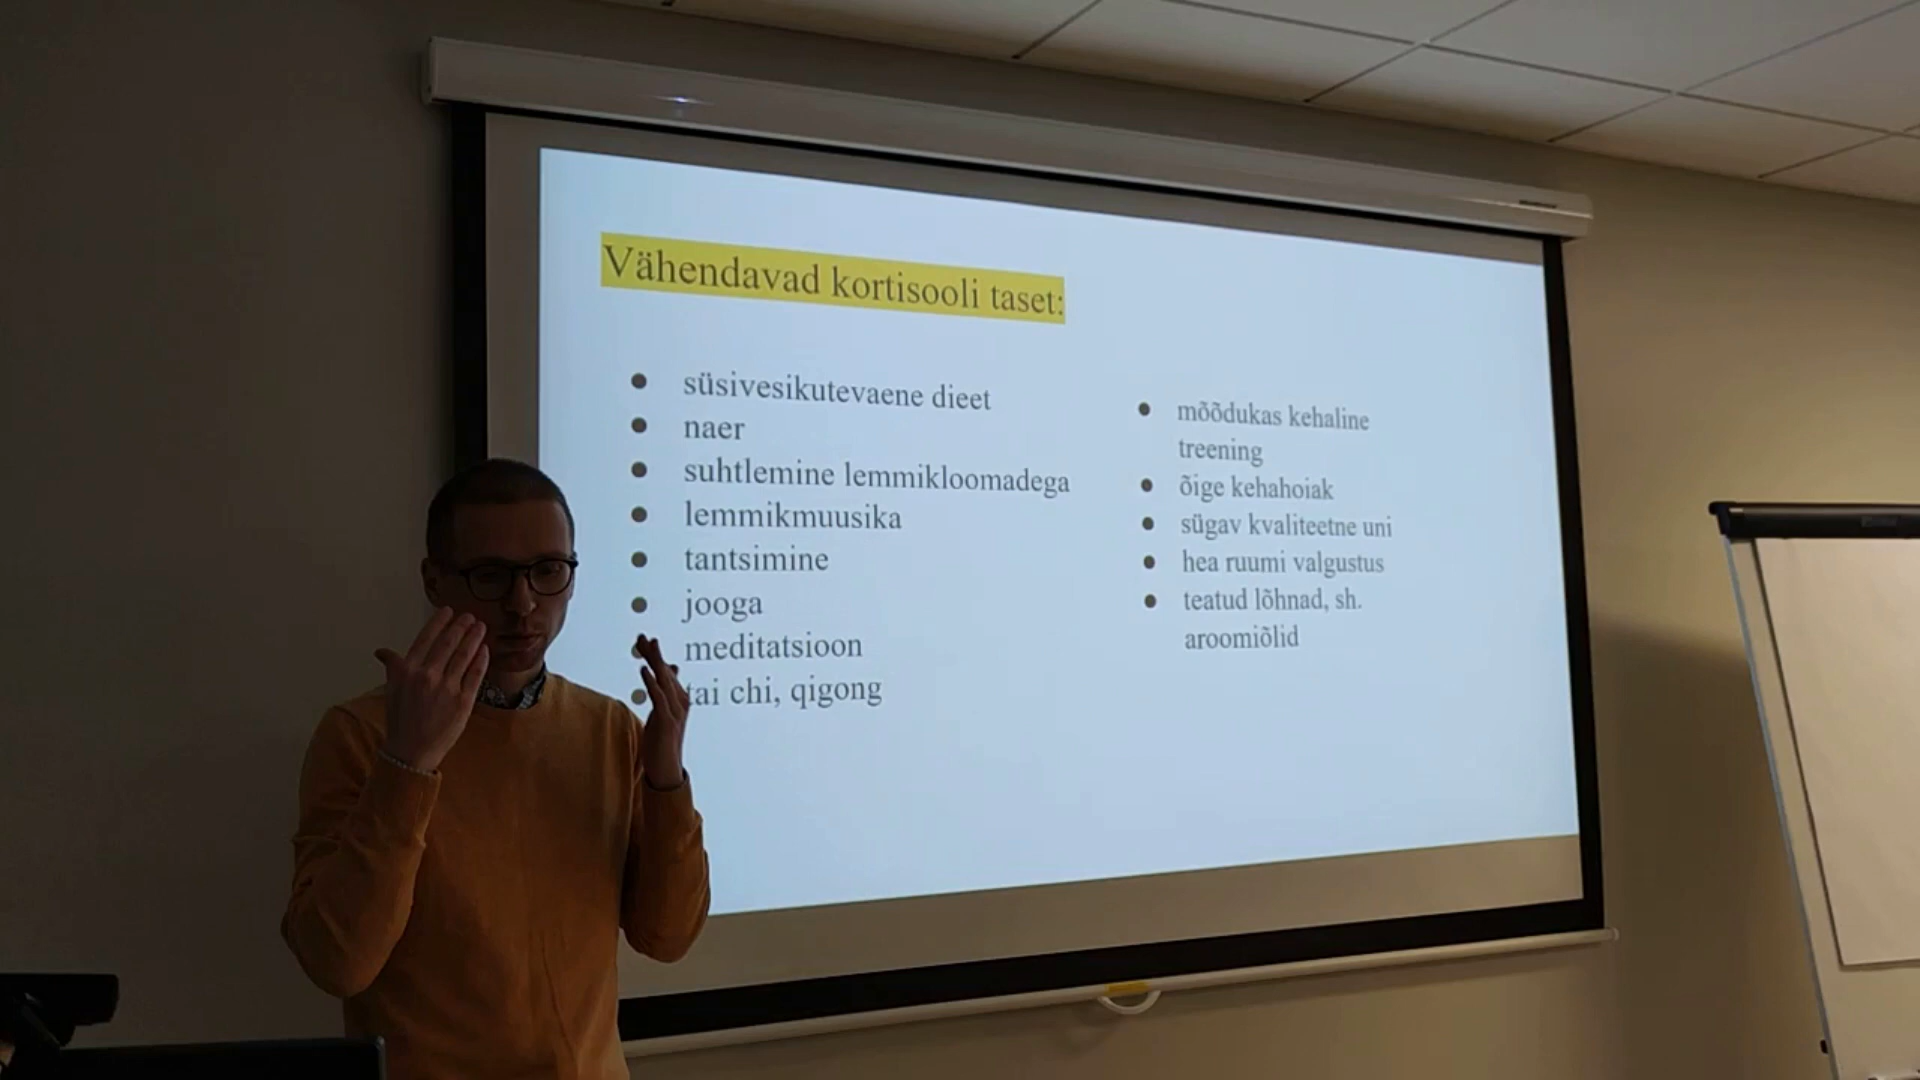 Vähendavad kortisooli taset:
süsivesikutevaene dieet
naer
suhtlemine lemmikloomadega
lemmikmuusika
tantsimine
jooga
meditatsioon
tai chi, qigong
mõõdukas kehaline
treening
õige kehahoiak
sügav kvaliteetne uni
hea ruumi valgustus
teatud lõhnad, sh.
aroomiõlid